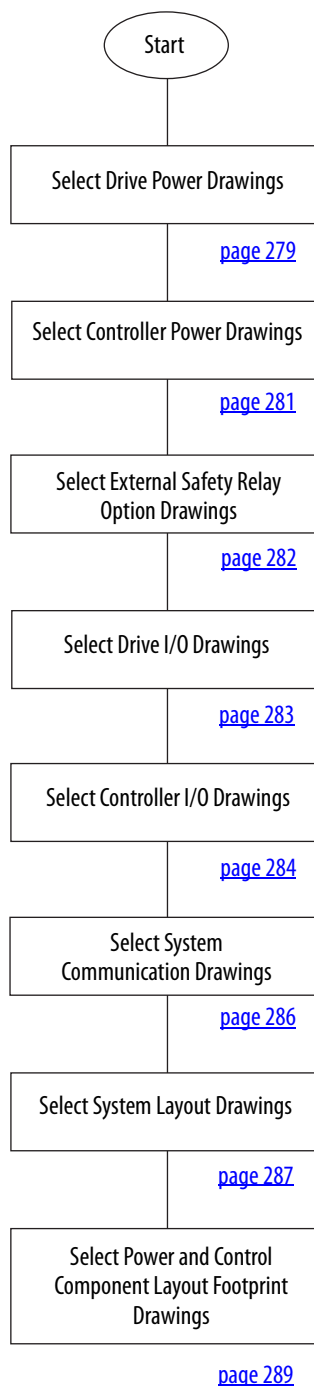 Start
Select Drive Power Drawings
page 279
Select Controller Power Drawings
page 281
Select External Safety Relay
Option Drawings
page 282
Select Drive I/O Drawings
page 283
Select Controller I/O Drawings
page 284
Select System
Communication Drawings
page 286
Select System Layout Drawings
page 287
Select Power and Control
Component Layout Footprint
Drawings
page 289